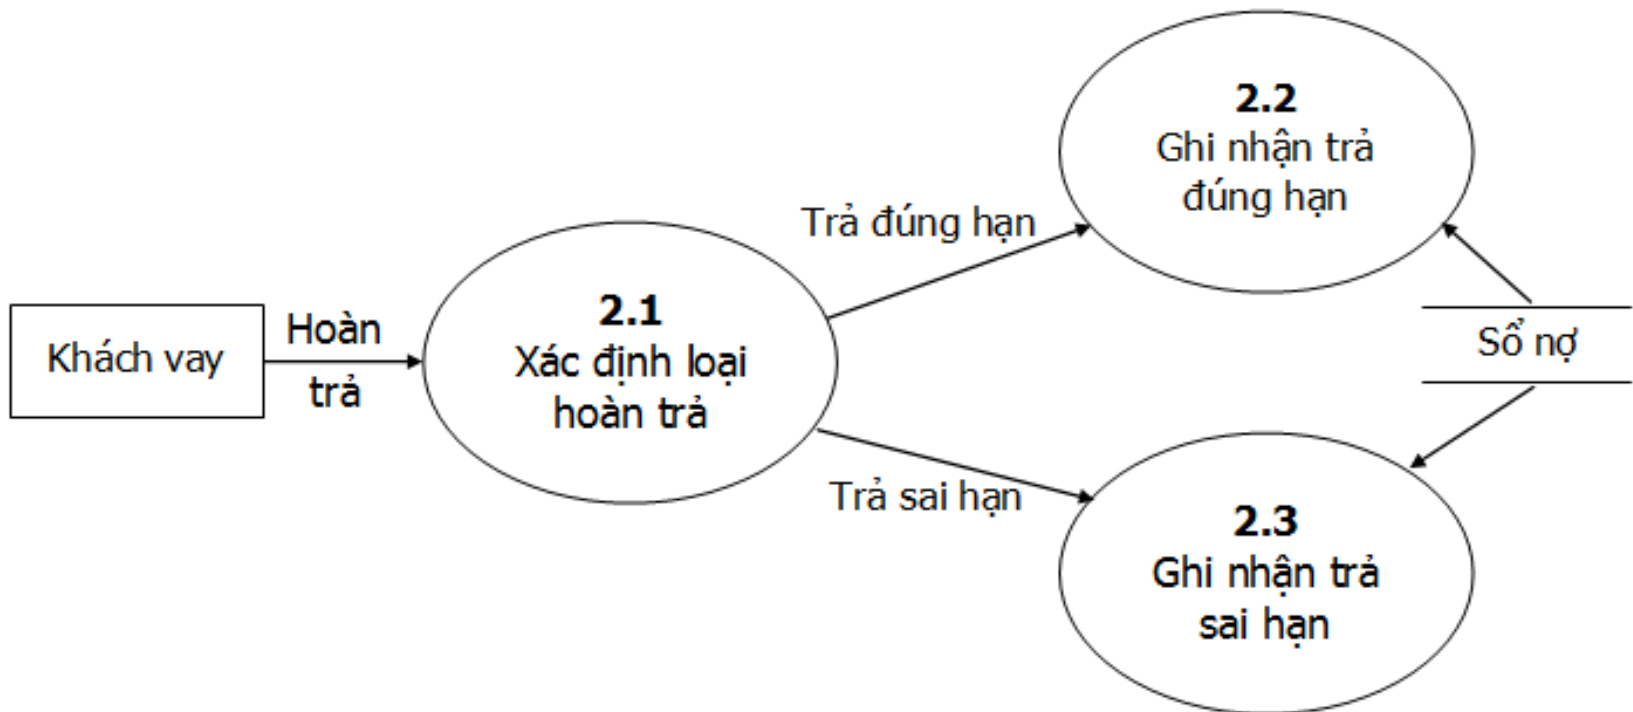 Khách vay
Hoàn
trả
2.1
Xác định loại
hoàn trả
Trả đúng hạn
Trả sai hạn
2.2
Ghi nhận trả
đúng hạn
Sổ nợ
2.3
Ghi nhận trả
sai hạn